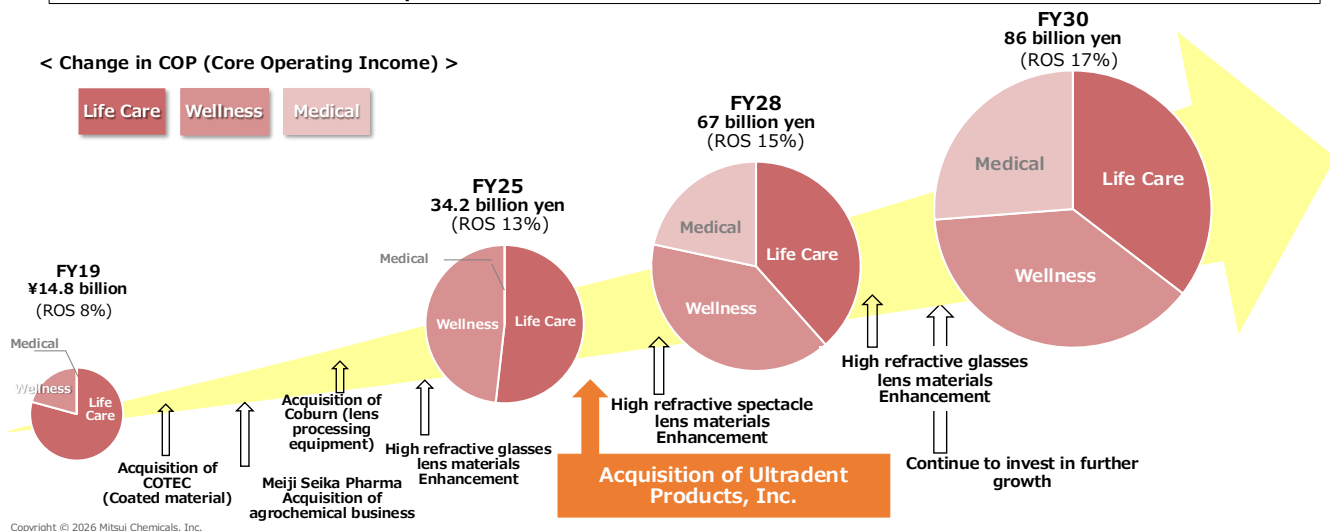 < Change in COP (Core Operating Income) >
Life Care
Wellness
Medical
FY19
¥14.8 billion
(ROS 8%)
Medical
Wellness
Life
Care
FY25
34.2 billion yen
(ROS 13%)
Medical
Wellness
Life Care
FY28
67 billion yen
(ROS 15%)
Medical
Life Care
Wellness
FY30
86 billion yen
(ROS 17%)
Medical
Life Care
Wellness
Acquisition of
COTEC
(Coated material)
Meiji Seika Pharma
Acquisition of
agrochemical business
Acquisition of
Coburn (lens
processing
equipment)
High refractive glasses
lens materials
Enhancement
Acquisition of Ultradent
Products, Inc.
High refractive spectacle
lens materials
Enhancement
High refractive glasses
lens materials
Enhancement
Continue to invest in further
growth
Copyright © 2026 Mitsui Chemicals, Inc.